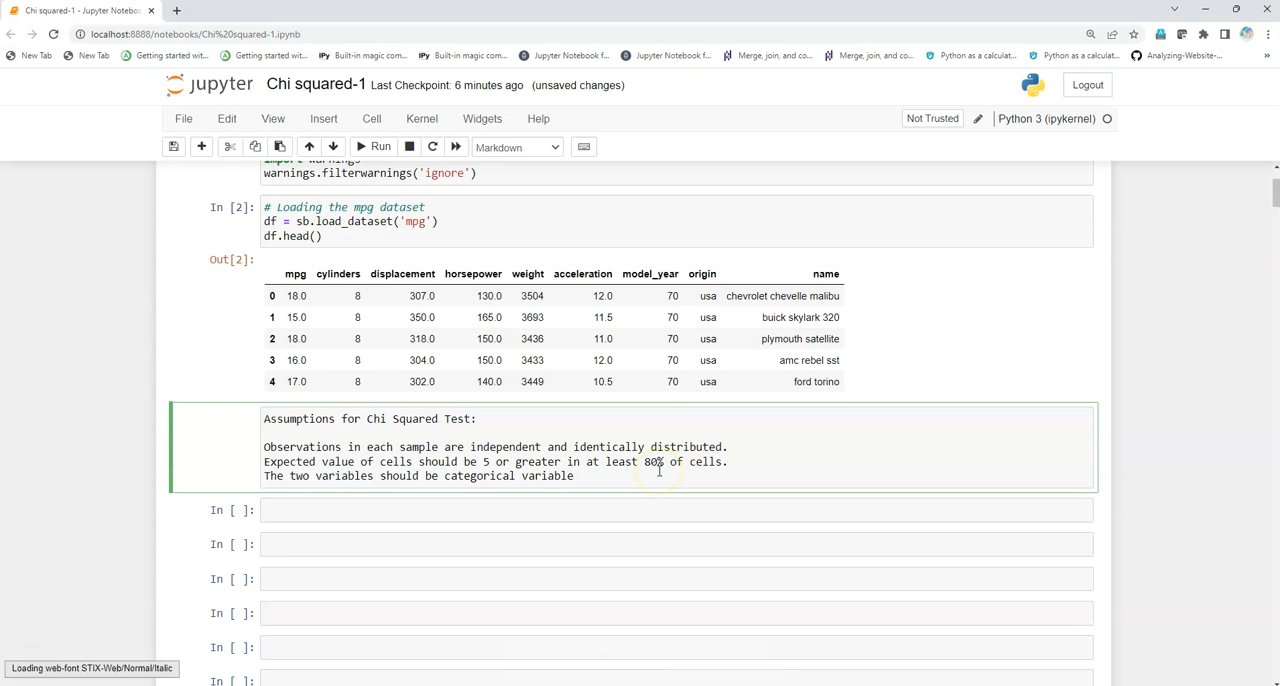 Chi squared-1 - Jupyter Noteboo
localhost:8888/notebooks/Chi%20squared-1.ipynb
New Tab New Tab Getting started wit... Getting started wit... IPy Built-in magic com... IPy Built-in magic com... Jupyter Notebook f... Jupyter Notebook f... Merge, join, and co... Merge, join, and co... Python as a calculat... Python as a calculat... Analyzing-Website-... »
jupyter Chi squared-1 Last Checkpoint: 6 minutes ago (unsaved changes) Logout
File Edit View Insert Cell Kernel Widgets Help Not Trusted Python 3 (ipykernel)
Run Markdown
import warnings
warnings.filterwarnings('ignore')
In [2]: # Loading the mpg dataset
df = sb.load_dataset('mpg')
df.head()
Out[2]:
mpg cylinders displacement horsepower weight acceleration model_year origin name
0 18.0 8 307.0 130.0 3504 12.0 70 usa chevrolet chevelle malibu
1 15.0 8 350.0 165.0 3693 11.5 70 usa buick skylark 320
2 18.0 8 318.0 150.0 3436 11.0 70 usa plymouth satellite
3 16.0 8 304.0 150.0 3433 12.0 70 usa amc rebel sst
4 17.0 8 302.0 140.0 3449 10.5 70 usa ford torino
Assumptions for Chi Squared Test:
Observations in each sample are independent and identically distributed.
Expected value of cells should be 5 or greater in at least 80% of cells.
The two variables should be categorical variable
In [ ]:
In [ ]:
In [ ]:
In [ ]:
In [ ]:
Loading web-font STIX-Web/Normal/Italic
In [ ]: